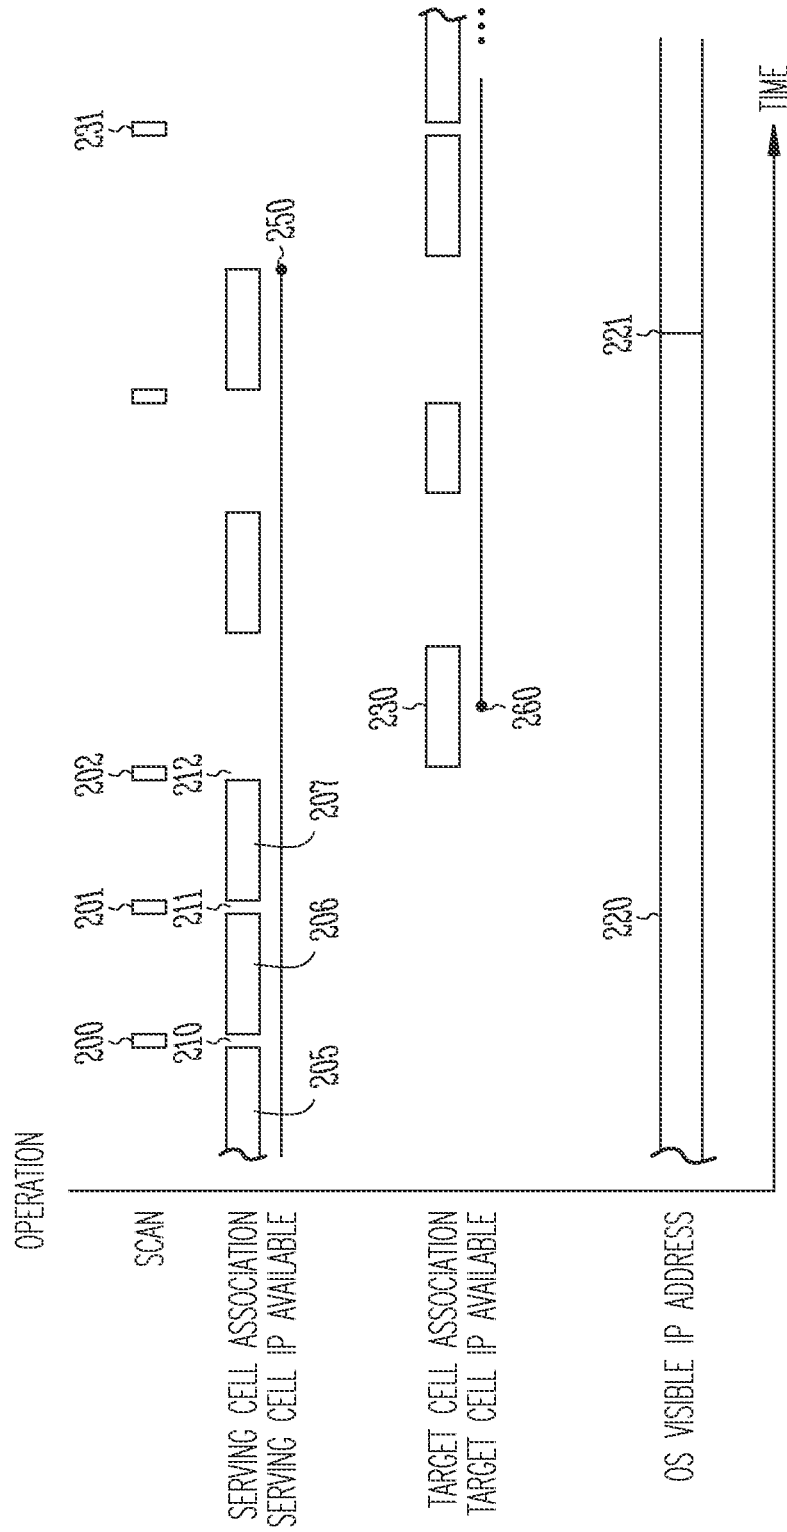 OPERATION
SCAN
200
201
202
231
SERVING CELL ASSOCIATION
210
211
212
SERVING CELL IP AVAILABLE
205
206
207
250
TARGET CELL ASSOCIATION
230
TARGET CELL IP AVAILABLE
260
OS VISIBLE IP ADDRESS
220
221
TIME